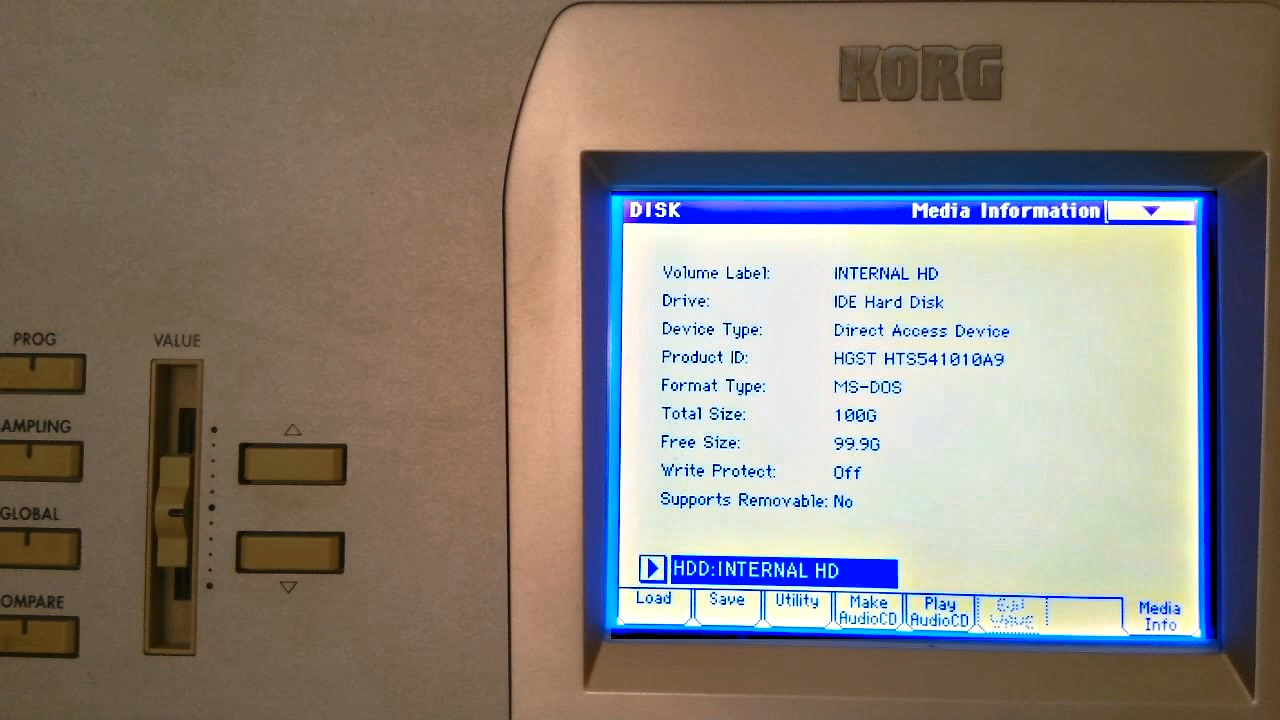 KORG
DISK Media Information
Volume Label: INTERNAL HD
Drive: IDE Hard Disk
Device Type: Direct Access Device
Product ID: HGST HTS541010A9
Format Type: MS-DOS
Total Size: 100G
Free Size: 99.9G
Write Protect: Off
Supports Removable: No
HDD:INTERNAL HD
Load Save Utility Make AudioCD Play AudioCD Media Info
PROG
VALUE
AMPLING
GLOBAL
OMPARE